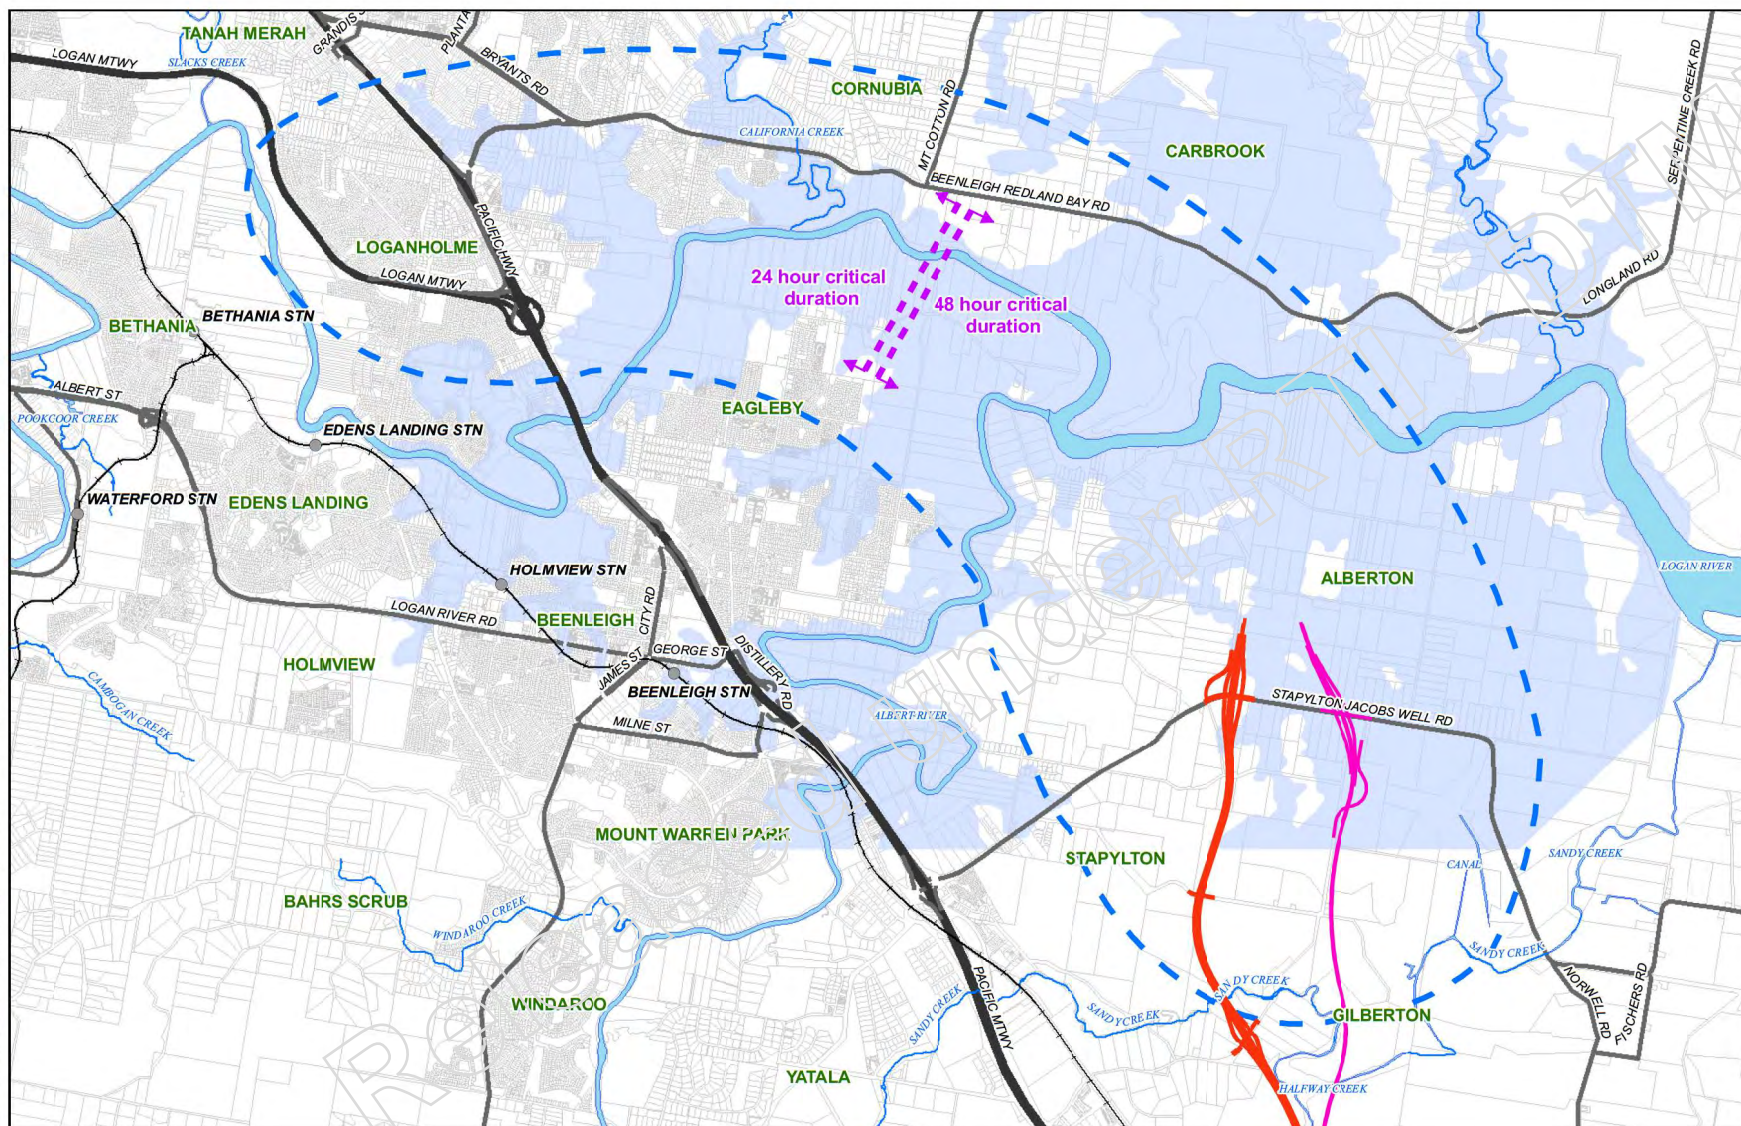 TANAH MERAH
GRANDIS S
PLANTA
LOGAN MTWY
SLACKS CREEK
BRYANTS RD
CORNUBIA
MT COTTON RD
SERPENTINE CREEK RD
CALIFORNIA CREEK
CARBROOK
BEENLEIGH REDLAND BAY RD
PACIFIC HWY
LOGANHOLME
LOGAN MTWY
24 hour critical
duration
48 hour critical
duration
LONGLAND RD
BETHANIA
BETHANIA STN
ALBERT ST
POOKCOOR CREEK
EDENS LANDING STN
EAGLEBY
WATERFORD STN
EDENS LANDING
HOLMVIEW STN
ALBERTON
LOGAN RIVER
LOGAN RIVER RD
BEENLEIGH
CITY RD
HOLMVIEW
JAMES ST
GEORGE ST
DISTILLERY RD
BEENLEIGH STN
CAMBOGAN CREEK
MILNE ST
ALBERT RIVER
STAPYLTON JACOBS WELL RD
MOUNT WARREN PARK
STAPYLTON
CANAL
SANDY CREEK
BAHRS SCRUB
WINDAROO CREEK
SANDY CREEK
WINDAROO
PACIFIC MTWY
SANDY CREEK
SANDYCREEK
SAN DY CREEK
GILBERTON
NORWELL RD
FISCHERS RD
YATALA
HALFWAY CREEK